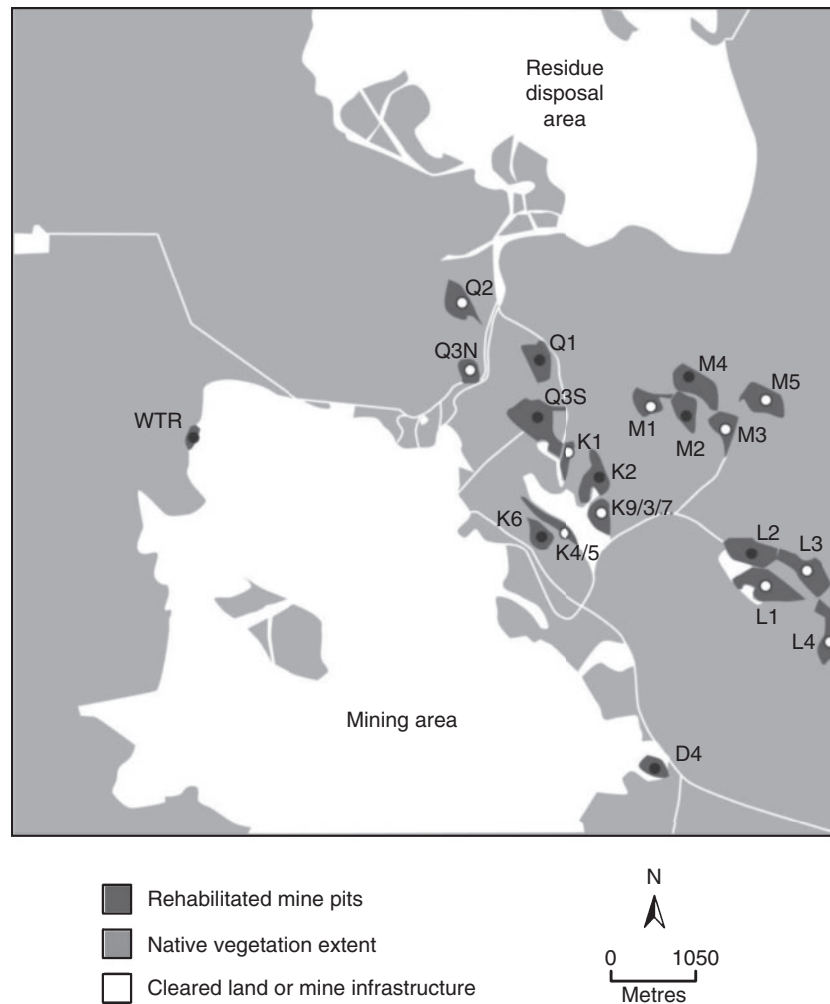 Residue
disposal
area
Q2
Q3N
Q1
M4
M5
Q3S
M1
M2
M3
WTR
K1
K2
K9/3/7
K6
K4/5
L2
L3
L1
L4
Mining area
D4
Rehabilitated mine pits
Native vegetation extent
Cleared land or mine infrastructure
N
0 1050
Metres